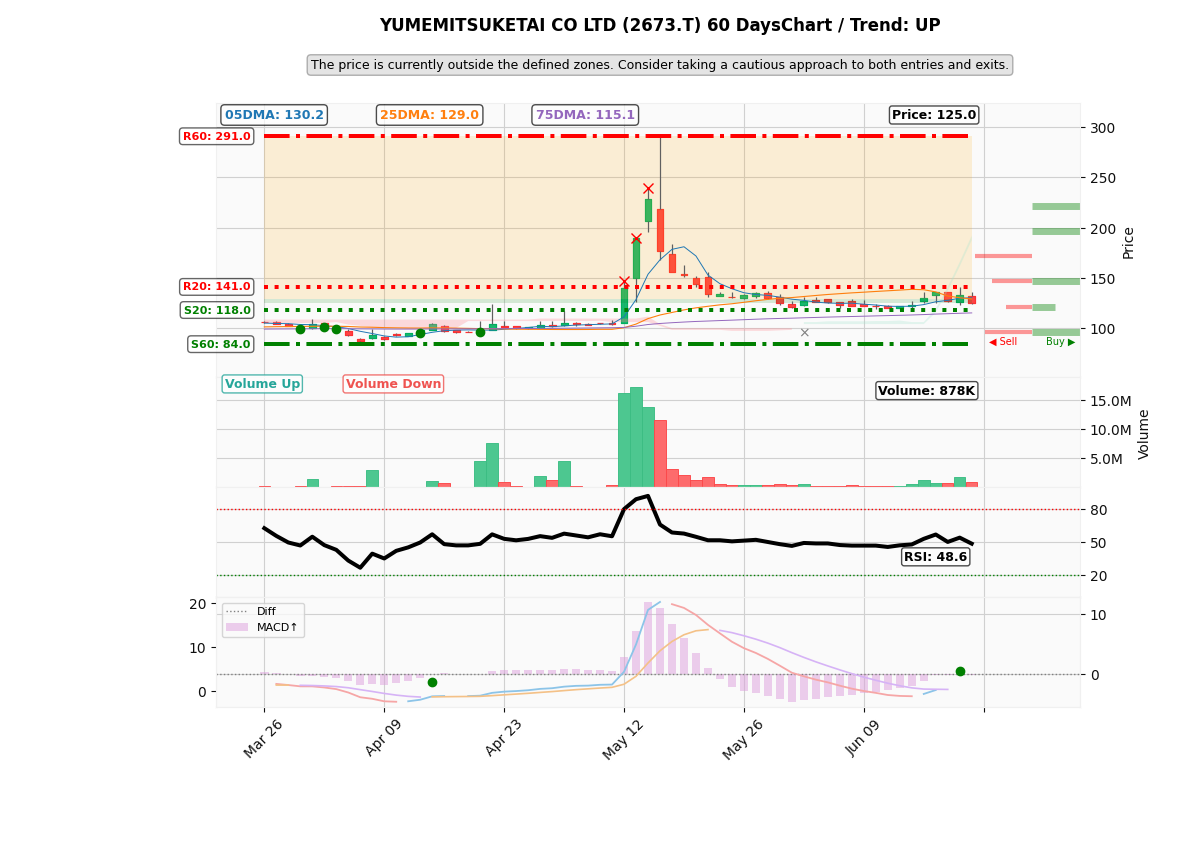 YUMEMITSUKETAI CO LTD (2673.T) 60 DaysChart / Trend: UP
The price is currently outside the defined zones. Consider taking a cautious approach to both entries and exits.
05DMA: 130.2 25DMA: 129.0 75DMA: 115.1 Price: 125.0
R60: 291.0
R20: 141.0
S20: 118.0
S60: 84.0
300
250
200
150
100
Price
◀ Sell Buy ▶
Volume Up Volume Down Volume: 878K
15.0M
10.0M
5.0M
Volume
80
50
20
RSI: 48.6
Diff
MACD↑
20
10
0
10
0
Mar 26
Apr 09
Apr 23
May 12
May 26
Jun 09